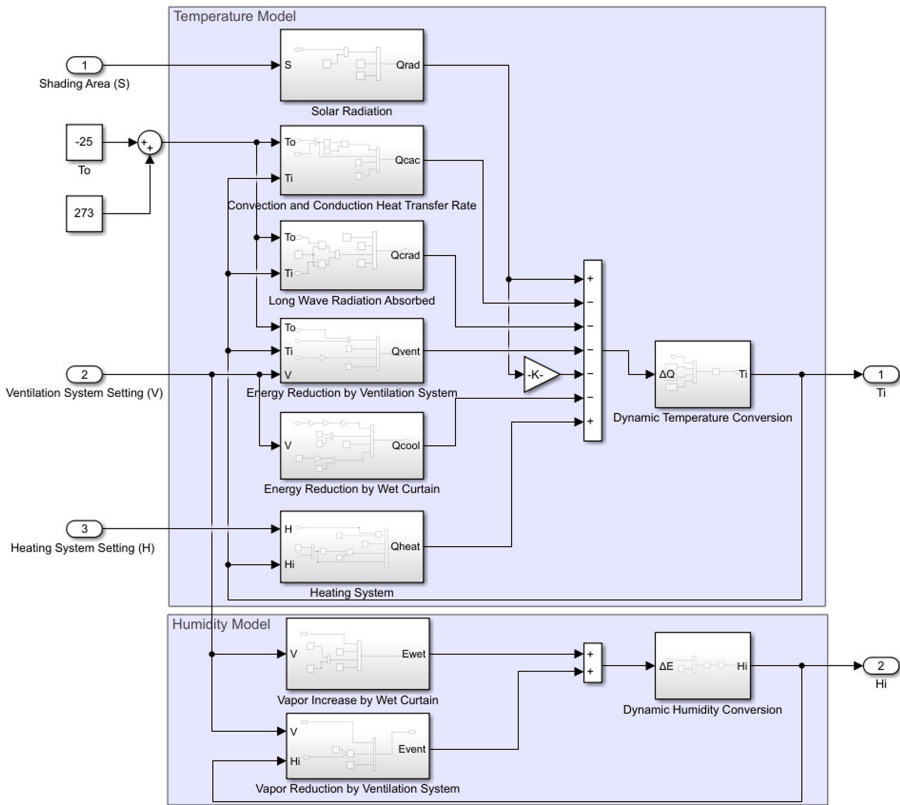 Temperature Model
1
Shading Area (S)
S
Qrad
Solar Radiation
-25
To
+
+
273
To
Ti
Qcac
Convection and Conduction Heat Transfer Rate
To
Ti
Qcrad
Long Wave Radiation Absorbed
To
Ti
V
Qvent
Energy Reduction by Ventilation System
2
Ventilation System Setting (V)
V
Qcool
Energy Reduction by Wet Curtain
-K-
+
−
−
−
−
−
+
ΔQ
Ti
Dynamic Temperature Conversion
1
Ti
3
Heating System Setting (H)
H
Hi
Qheat
Heating System
Humidity Model
V
Ewet
Vapor Increase by Wet Curtain
V
Hi
Event
Vapor Reduction by Ventilation System
+
+
ΔE
Hi
Dynamic Humidity Conversion
2
Hi